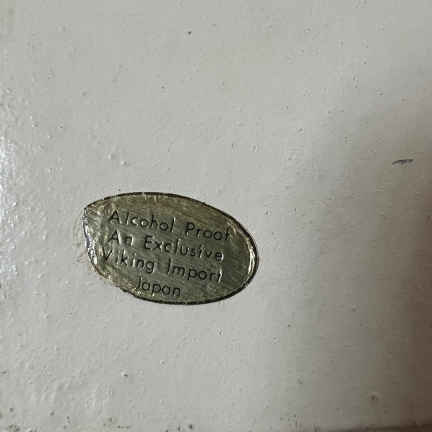 Alcohol Proof
An Exclusive
Viking Import
Japan